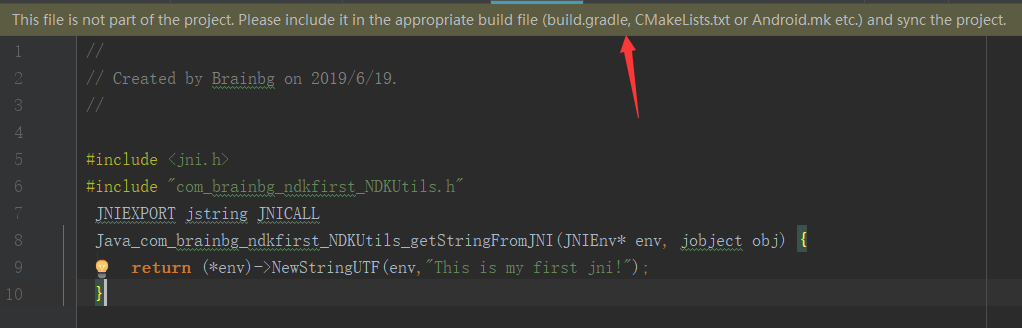 This file is not part of the project. Please include it in the appropriate build file (build.gradle, CMakeLists.txt or Android.mk etc.) and sync the project.
1 //
2 // Created by Brainbg on 2019/6/19.
3 //
4
5 #include <jni.h>
6 #include "com_brainbg_ndkfirst_NDKUtils.h"
7 JNIEXPORT jstring JNICALL
8 Java_com_brainbg_ndkfirst_NDKUtils_getStringFromJNI(JNIEnv* env, jobject obj) {
9 return (*env)->NewStringUTF(env,"This is my first jni!");
10 }